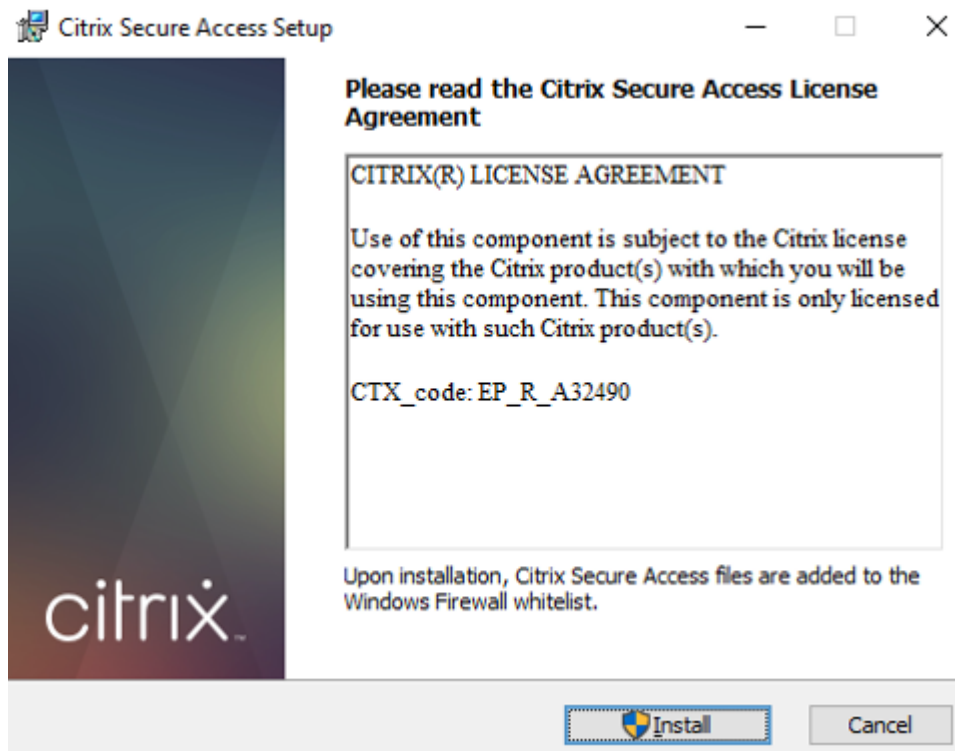 Citrix Secure Access Setup
Please read the Citrix Secure Access License
Agreement
CITRIX(R) LICENSE AGREEMENT
Use of this component is subject to the Citrix license
covering the Citrix product(s) with which you will be
using this component. This component is only licensed
for use with such Citrix product(s).
CTX_code: EP_R_A32490
Upon installation, Citrix Secure Access files are added to the
Windows Firewall whitelist.
citrix™
Install
Cancel